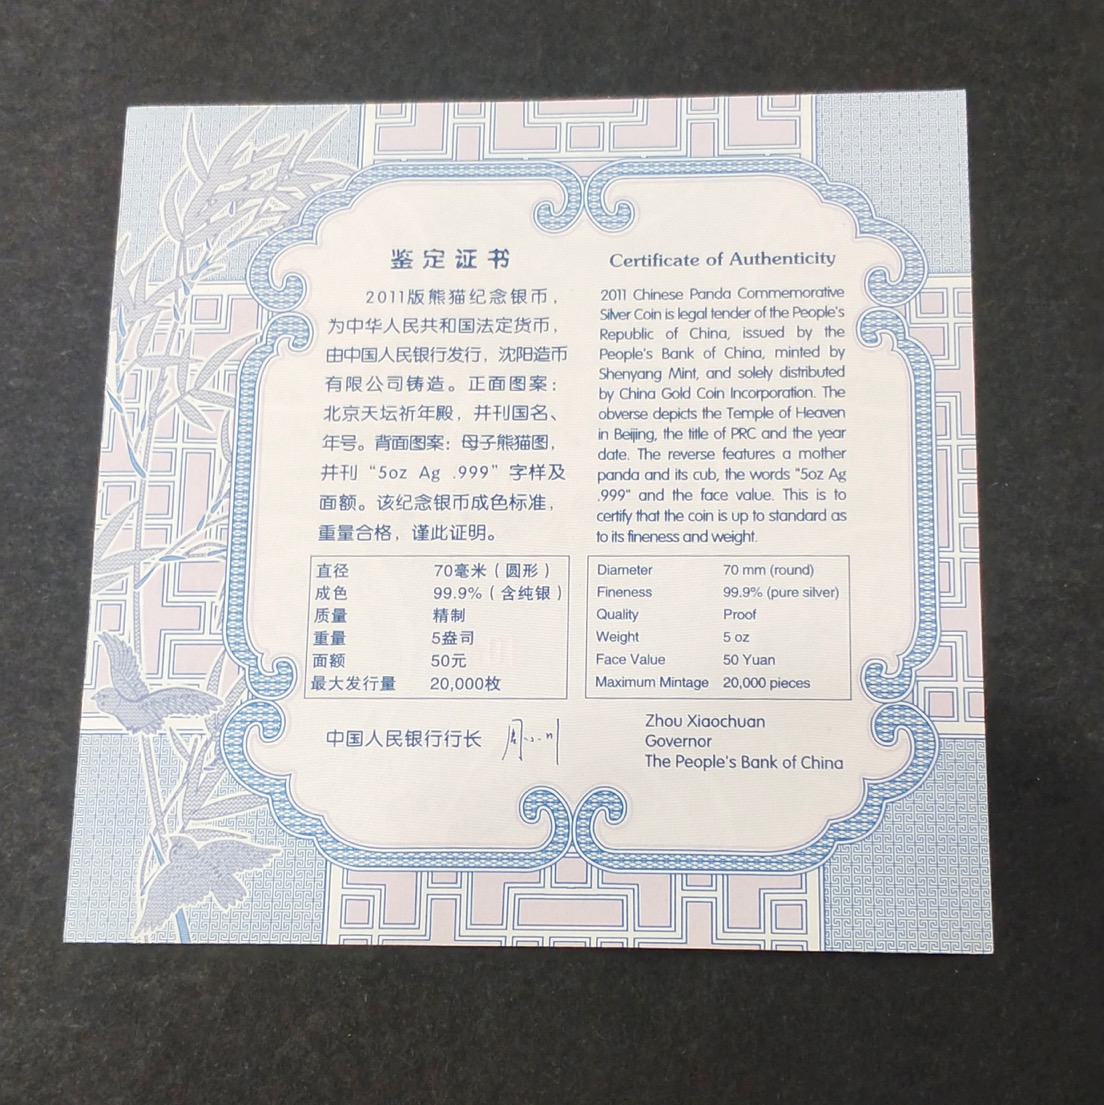 鉴定证书
2011版熊猫纪念银币，
为中华人民共和国法定货币，
由中国人民银行发行，沈阳造币
有限公司铸造。正面图案：
北京天坛祈年殿，并刊国名、
年号。背面图案：母子熊猫图，
并刊“5oz Ag .999”字样及
面额。该纪念银币成色标准，
重量合格，谨此证明。
直径 70毫米（圆形）
成色 99.9%（含纯银）
质量 精制
重量 5盎司
面额 50元
最大发行量 20,000枚
中国人民银行行长
Certificate of Authenticity
2011 Chinese Panda Commemorative
Silver Coin is legal tender of the People's
Republic of China, issued by the
People's Bank of China, minted by
Shenyang Mint, and solely distributed
by China Gold Coin Incorporation. The
obverse depicts the Temple of Heaven
in Beijing, the title of PRC and the year
date. The reverse features a mother
panda and its cub, the words "5oz Ag
.999" and the face value. This is to
certify that the coin is up to standard as
to its fineness and weight.
Diameter 70 mm (round)
Fineness 99.9% (pure silver)
Quality Proof
Weight 5 oz
Face Value 50 Yuan
Maximum Mintage 20,000 pieces
Zhou Xiaochuan
Governor
The People's Bank of China